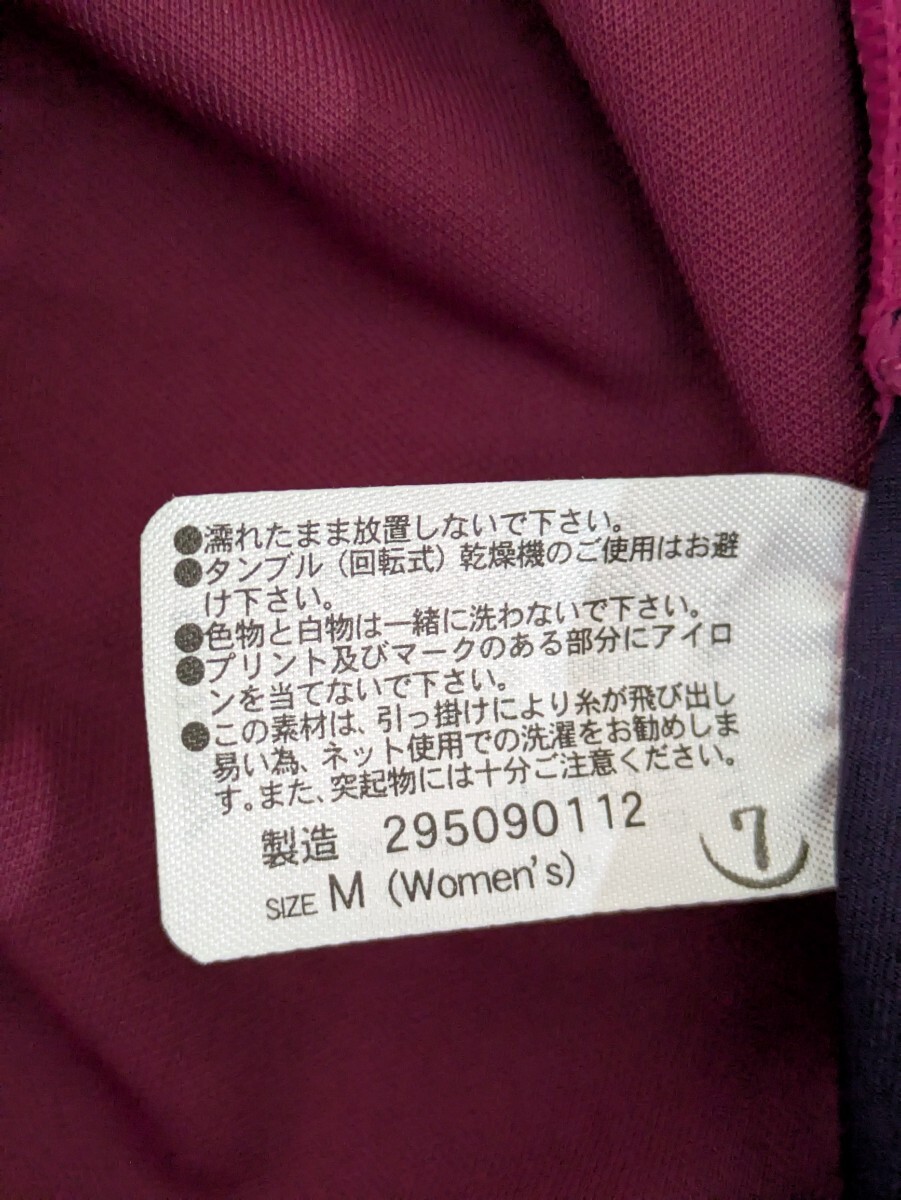 ●濡れたまま放置しないで下さい。
●タンブル（回転式）乾燥機のご使用はお避
け下さい。
●色物と白物は一緒に洗わないで下さい。
●プリント及びマークのある部分にアイロ
ンを当てないで下さい。
●この素材は、引っ掛けにより糸が飛び出し
易い為、ネット使用での洗濯をお勧めしま
す。また、突起物には十分ご注意ください。
製造 295090112
7
SIZE M (Women's)